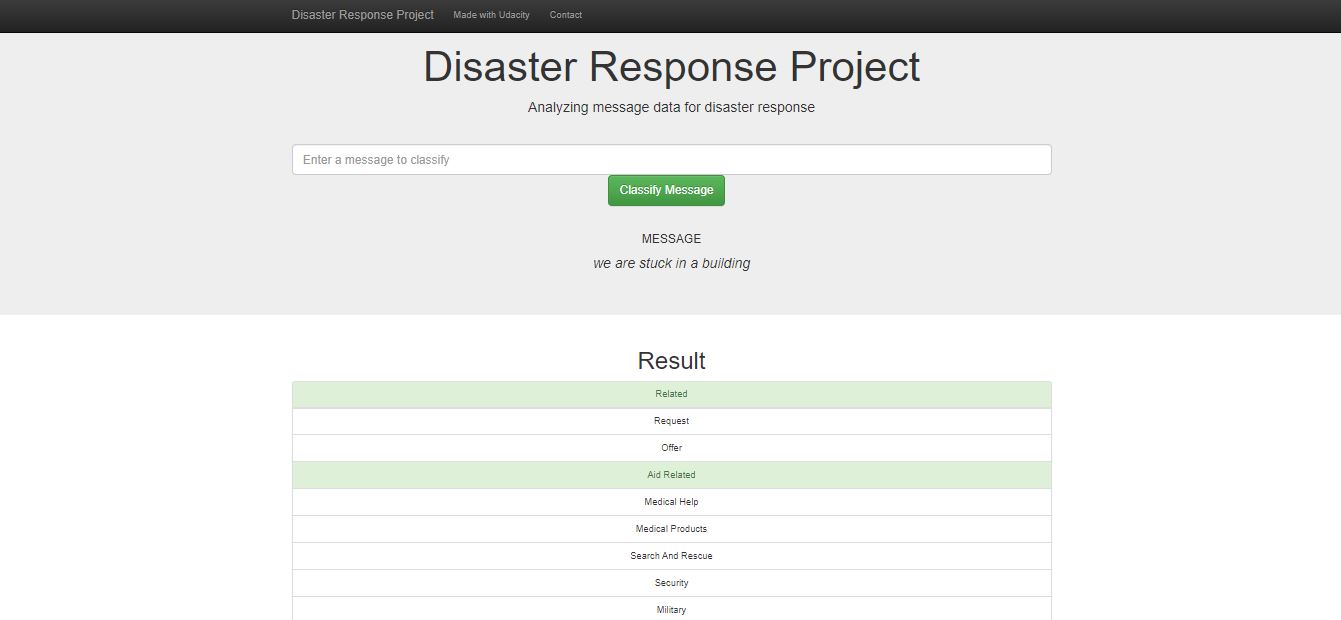 Disaster Response Project Made with Udacity Contact
Disaster Response Project
Analyzing message data for disaster response
Enter a message to classify
Classify Message
MESSAGE
we are stuck in a building
Result
Related
Request
Offer
Aid Related
Medical Help
Medical Products
Search And Rescue
Security
Military